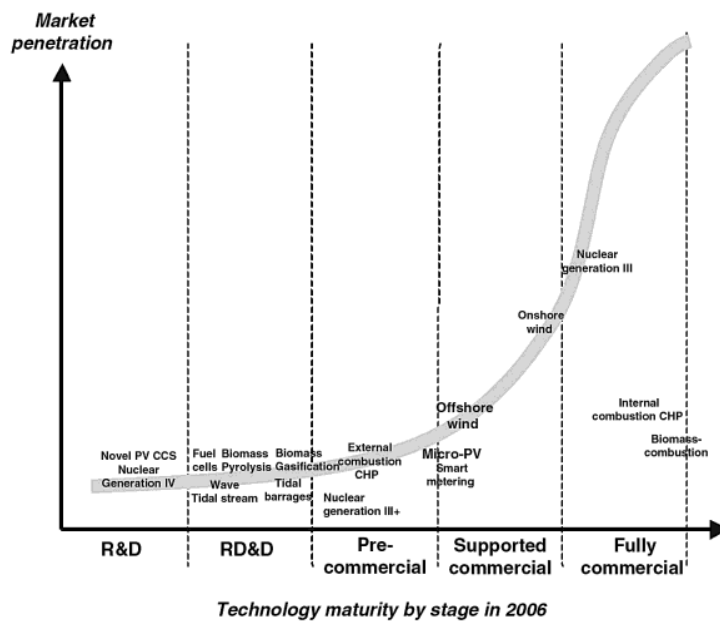 Market
penetration
Nuclear
generation III
Onshore
wind
Offshore
wind
Internal
combustion CHP
Biomass-
combustion
Micro-PV
Smart
metering
External
combustion
CHP
Nuclear
generation III+
Biomass
Gasification
Tidal
barrages
Fuel Biomass
cells Pyrolysis
Wave
Tidal stream
Novel PV CCS
Nuclear
Generation IV
R&D
RD&D
Pre-
commercial
Supported
commercial
Fully
commercial
Technology maturity by stage in 2006